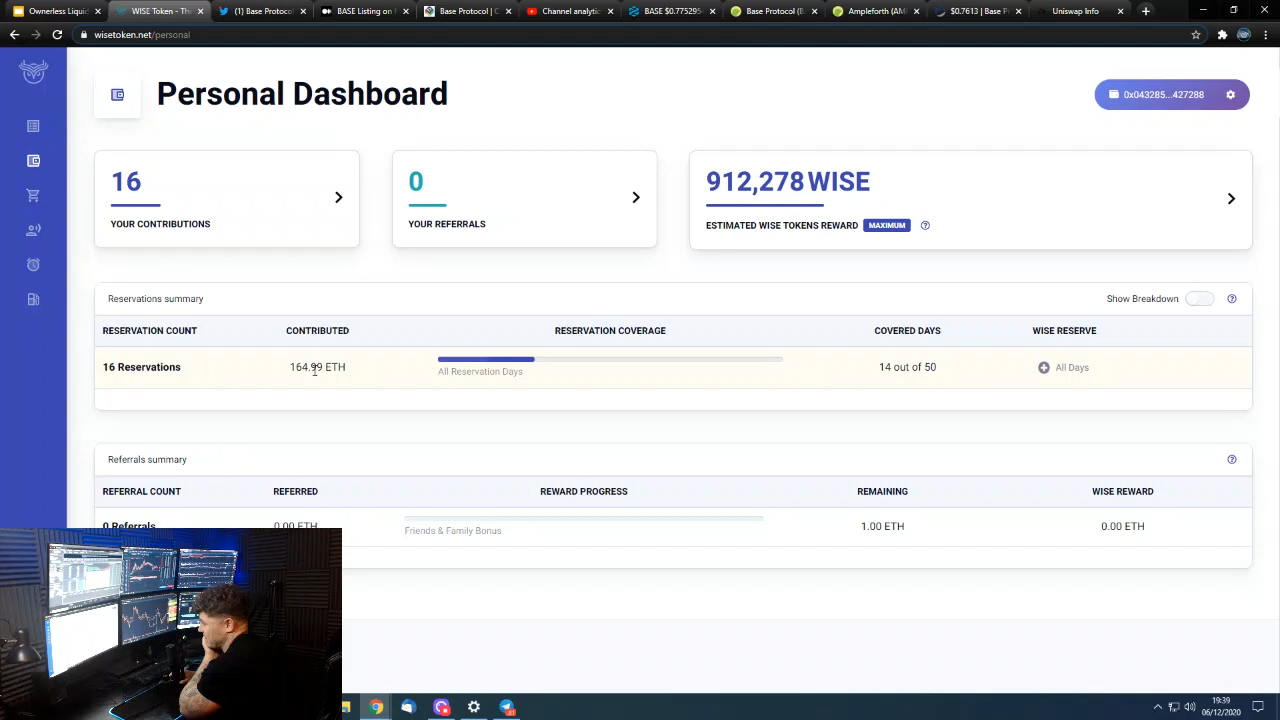 Ownerless Liquid
WISE Token - Th
(1) Base Protocol
BASE Listing on
Base Protocol | C
Channel analytic
BASE $0.775295
Base Protocol (B
Ampleforth (AM
$0.7613 | Base P
Uniswap Info
wisetoken.net/personal
Personal Dashboard
0x043285...427288
16
YOUR CONTRIBUTIONS
0
YOUR REFERRALS
912,278 WISE
ESTIMATED WISE TOKENS REWARD MAXIMUM
Reservations summary
Show Breakdown
RESERVATION COUNT CONTRIBUTED RESERVATION COVERAGE COVERED DAYS WISE RESERVE
16 Reservations 164.99 ETH 14 out of 50 All Days
All Reservation Days
Referrals summary
REFERRAL COUNT REFERRED REWARD PROGRESS REMAINING WISE REWARD
0 Referrals 0.00 ETH 1.00 ETH 0.00 ETH
Friends & Family Bonus
19:39
06/12/2020